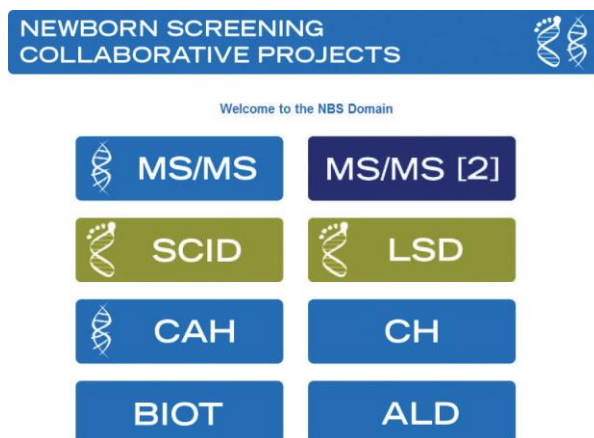 NEWBORN SCREENING
COLLABORATIVE PROJECTS
Welcome to the NBS Domain
MS/MS
MS/MS [2]
SCID
LSD
CAH
CH
BIOT
ALD